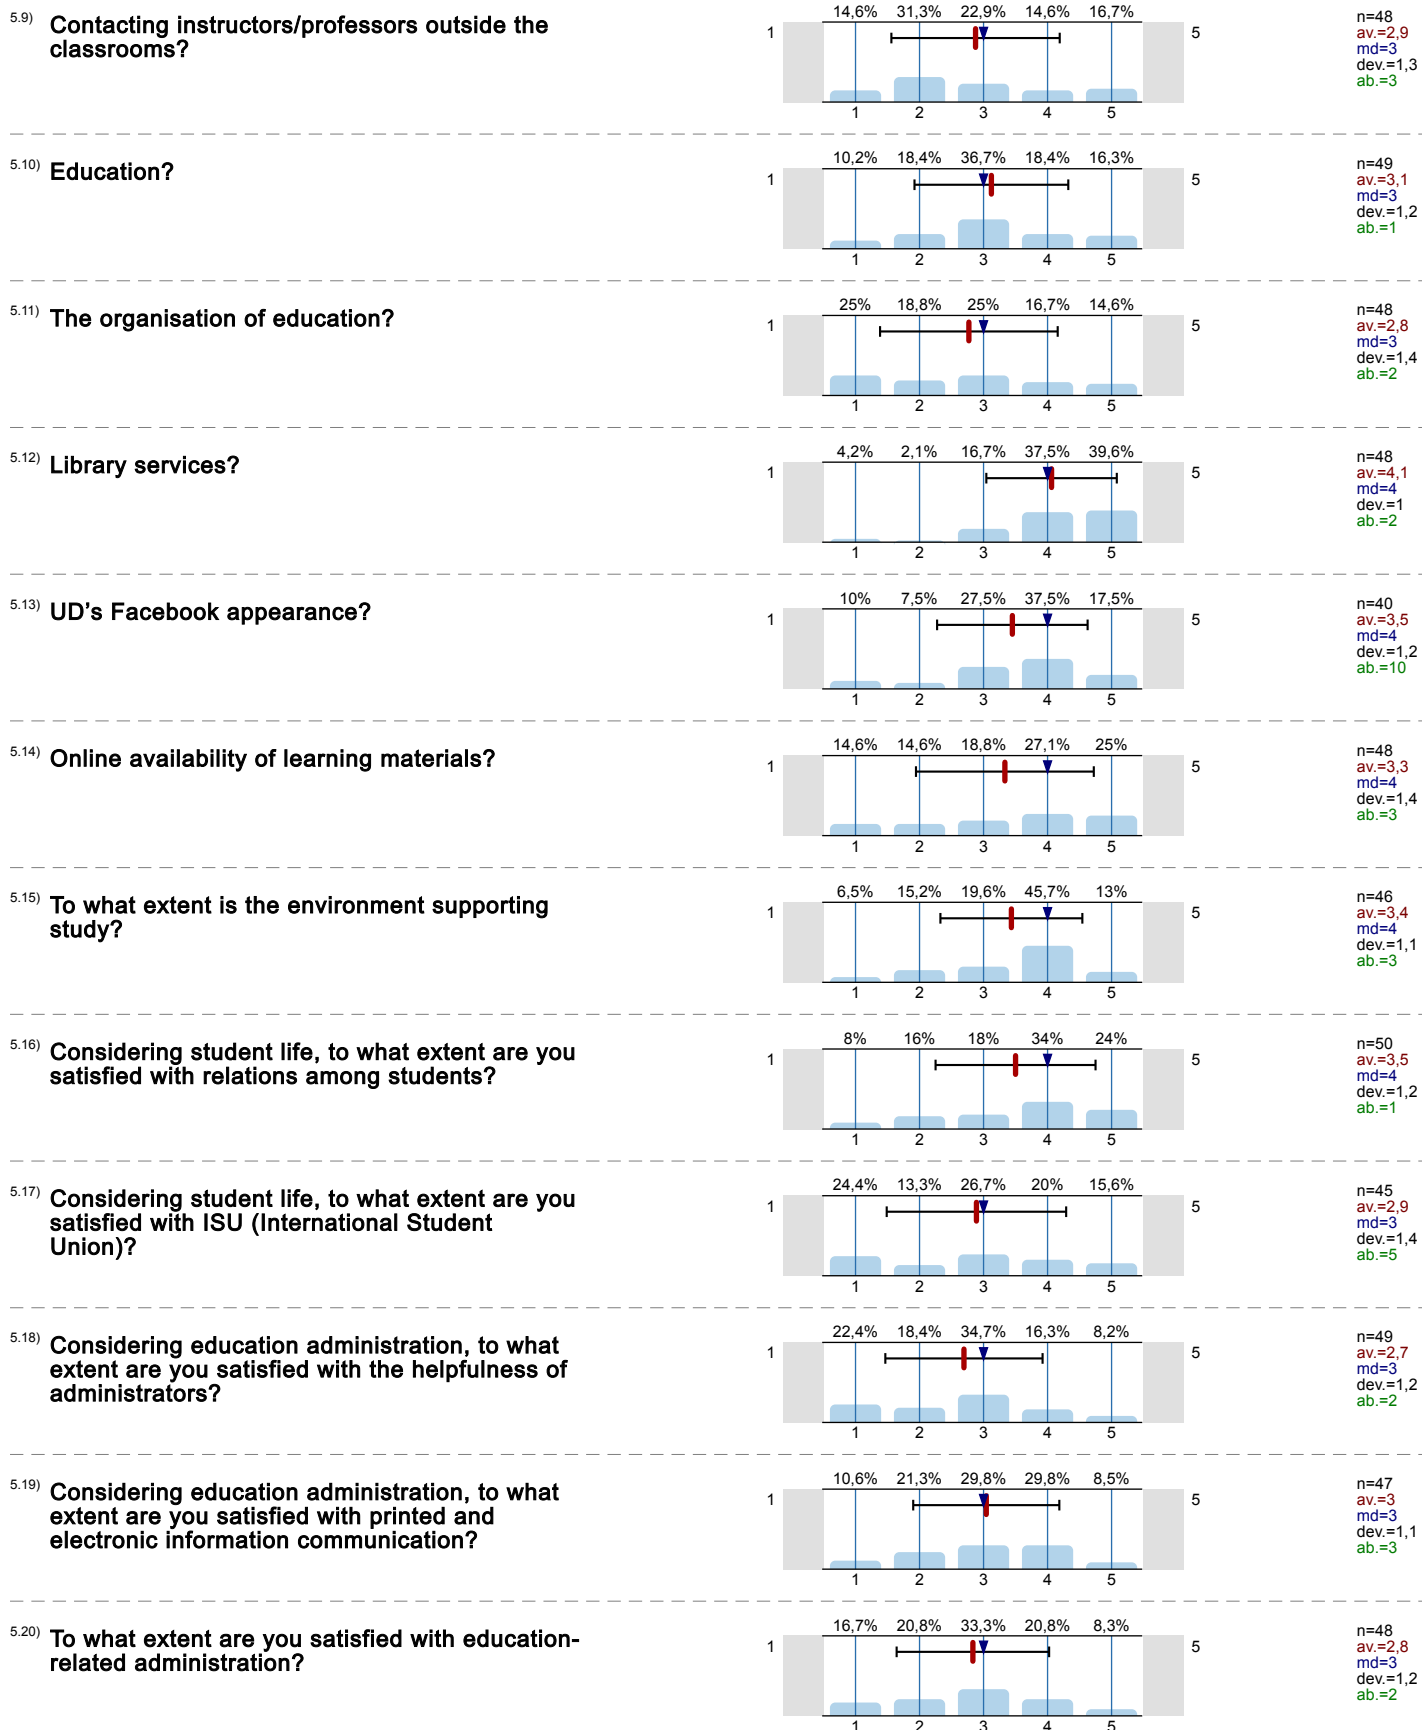 5.9) Contacting instructors/professors outside the
classrooms?
14,6% 31,3% 22,9% 14,6% 16,7%
1 5
1 2 3 4 5
n=48
av.=2,9
md=3
dev.=1,3
ab.=3
5.10) Education?
10,2% 18,4% 36,7% 18,4% 16,3%
1 5
1 2 3 4 5
n=49
av.=3,1
md=3
dev.=1,2
ab.=1
5.11) The organisation of education?
25% 18,8% 25% 16,7% 14,6%
1 5
1 2 3 4 5
n=48
av.=2,8
md=3
dev.=1,4
ab.=2
5.12) Library services?
4,2% 2,1% 16,7% 37,5% 39,6%
1 5
1 2 3 4 5
n=48
av.=4,1
md=4
dev.=1
ab.=2
5.13) UD’s Facebook appearance?
10% 7,5% 27,5% 37,5% 17,5%
1 5
1 2 3 4 5
n=40
av.=3,5
md=4
dev.=1,2
ab.=10
5.14) Online availability of learning materials?
14,6% 14,6% 18,8% 27,1% 25%
1 5
1 2 3 4 5
n=48
av.=3,3
md=4
dev.=1,4
ab.=3
5.15) To what extent is the environment supporting
study?
6,5% 15,2% 19,6% 45,7% 13%
1 5
1 2 3 4 5
n=46
av.=3,4
md=4
dev.=1,1
ab.=3
5.16) Considering student life, to what extent are you
satisfied with relations among students?
8% 16% 18% 34% 24%
1 5
1 2 3 4 5
n=50
av.=3,5
md=4
dev.=1,2
ab.=1
5.17) Considering student life, to what extent are you
satisfied with ISU (International Student
Union)?
24,4% 13,3% 26,7% 20% 15,6%
1 5
1 2 3 4 5
n=45
av.=2,9
md=3
dev.=1,4
ab.=5
5.18) Considering education administration, to what
extent are you satisfied with the helpfulness of
administrators?
22,4% 18,4% 34,7% 16,3% 8,2%
1 5
1 2 3 4 5
n=49
av.=2,7
md=3
dev.=1,2
ab.=2
5.19) Considering education administration, to what
extent are you satisfied with printed and
electronic information communication?
10,6% 21,3% 29,8% 29,8% 8,5%
1 5
1 2 3 4 5
n=47
av.=3
md=3
dev.=1,1
ab.=3
5.20) To what extent are you satisfied with education-
related administration?
16,7% 20,8% 33,3% 20,8% 8,3%
1 5
1 2 3 4 5
n=48
av.=2,8
md=3
dev.=1,2
ab.=2